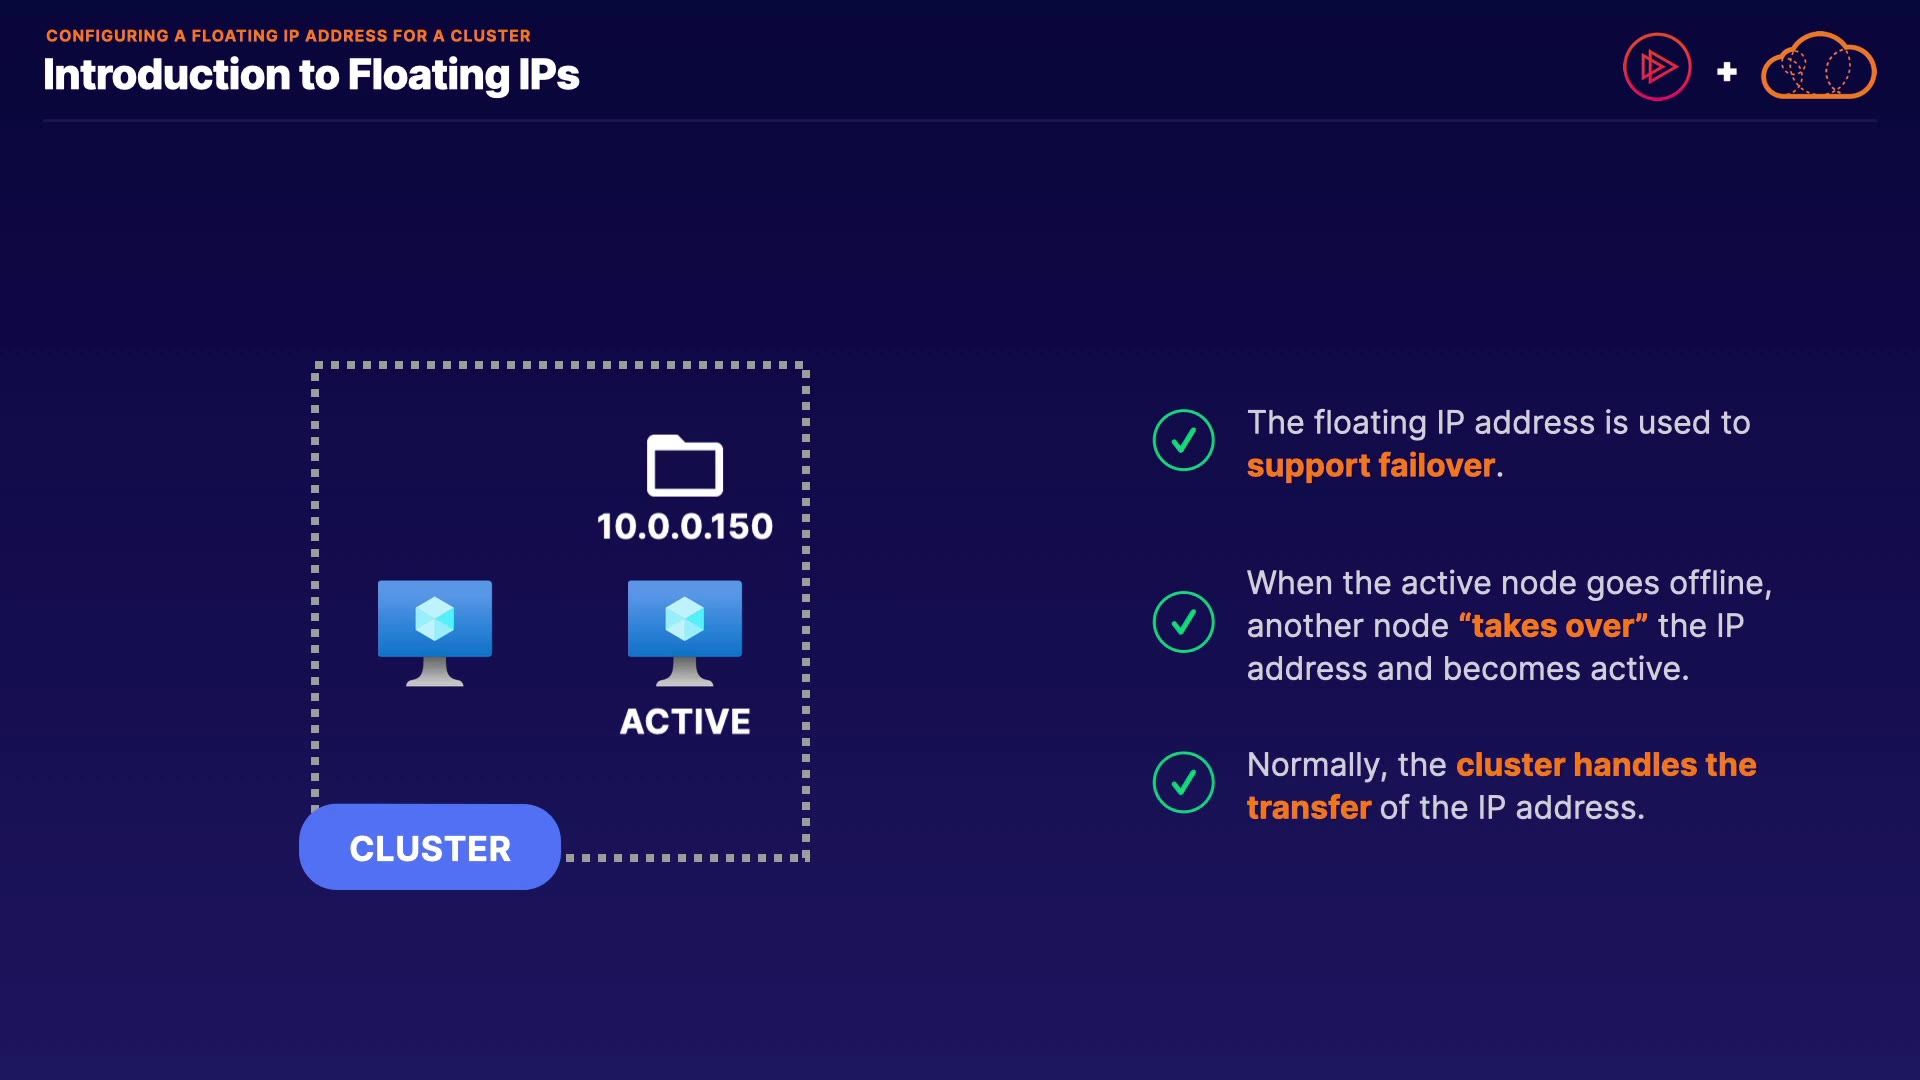 CONFIGURING A FLOATING IP ADDRESS FOR A CLUSTER
Introduction to Floating IPs
10.0.0.150
ACTIVE
CLUSTER
The floating IP address is used to
support failover.
When the active node goes offline,
another node “takes over” the IP
address and becomes active.
Normally, the cluster handles the
transfer of the IP address.